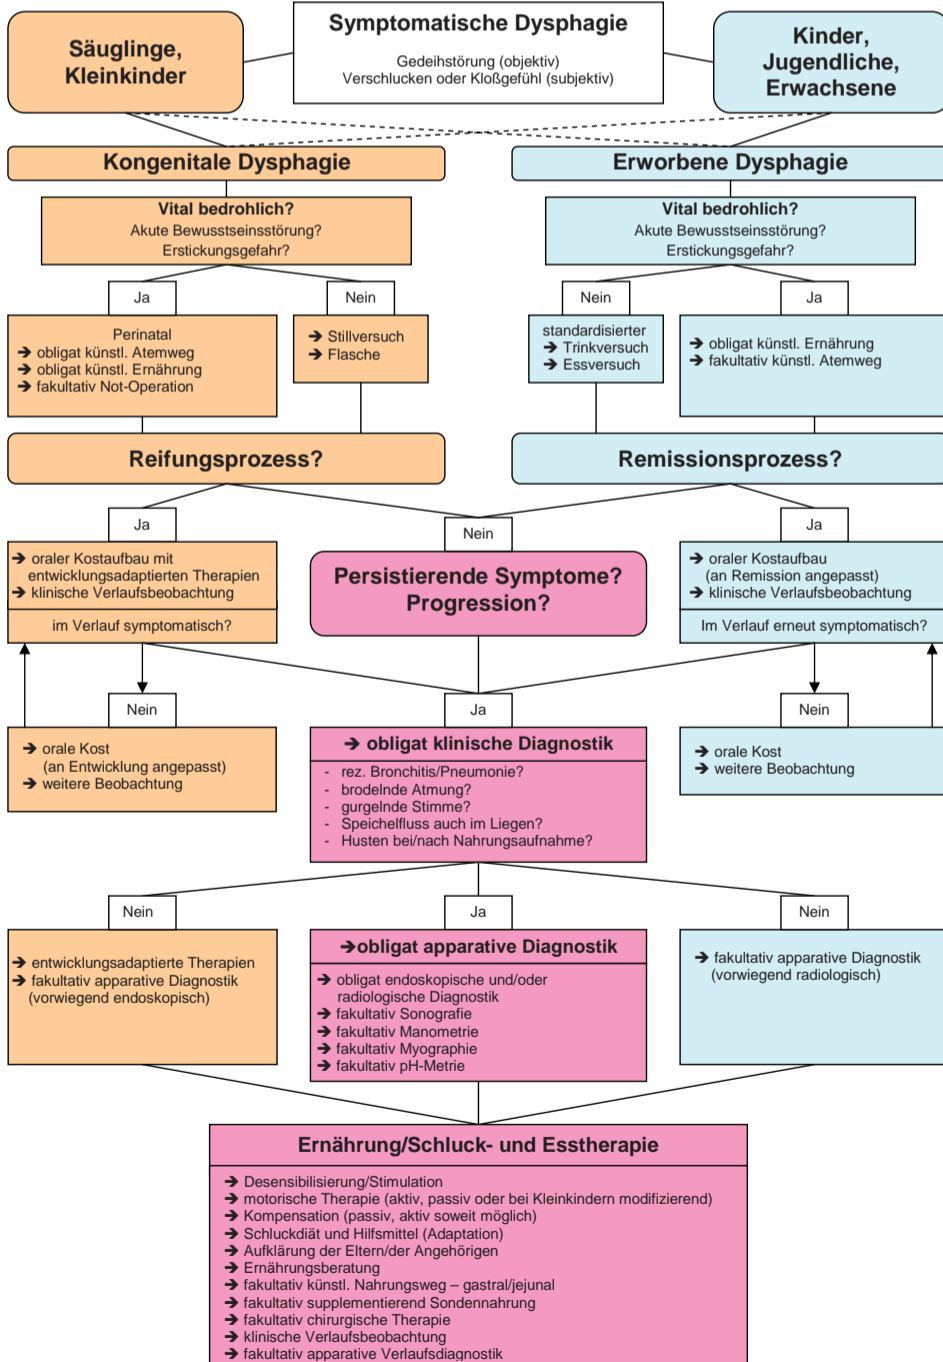 Symptomatische Dysphagie
Gedeihstörung (objektiv)
Verschlucken oder Kloßgefühl (subjektiv)
Säuglinge,
Kleinkinder
Kinder,
Jugendliche,
Erwachsene
Kongenitale Dysphagie
Erworbene Dysphagie
Vital bedrohlich?
Akute Bewusstseinsstörung?
Erstickungsgefahr?
Vital bedrohlich?
Akute Bewusstseinsstörung?
Erstickungsgefahr?
Ja
Nein
Nein
Ja
Perinatal
➔ obligat künstl. Atemweg
➔ obligat künstl. Ernährung
➔ fakultativ Not-Operation
➔ Stillversuch
➔ Flasche
standardisierter
➔ Trinkversuch
➔ Essversuch
➔ obligat künstl. Ernährung
➔ fakultativ künstl. Atemweg
Reifungsprozess?
Remissionsprozess?
Ja
Nein
Ja
➔ oraler Kostaufbau mit
entwicklungsadaptierten Therapien
➔ klinische Verlaufsbeobachtung
im Verlauf symptomatisch?
Persistierende Symptome?
Progression?
➔ oraler Kostaufbau
(an Remission angepasst)
➔ klinische Verlaufsbeobachtung
Im Verlauf erneut symptomatisch?
Nein
Ja
Nein
➔ orale Kost
(an Entwicklung angepasst)
➔ weitere Beobachtung
➔ obligat klinische Diagnostik
- rez. Bronchitis/Pneumonie?
- brodelnde Atmung?
- gurgelnde Stimme?
- Speichelfluss auch im Liegen?
- Husten bei/nach Nahrungsaufnahme?
➔ orale Kost
➔ weitere Beobachtung
Nein
Ja
Nein
➔ entwicklungsadaptierte Therapien
➔ fakultativ apparative Diagnostik
(vorwiegend endoskopisch)
➔obligat apparative Diagnostik
➔ obligat endoskopische und/oder
radiologische Diagnostik
➔ fakultativ Sonografie
➔ fakultativ Manometrie
➔ fakultativ Myographie
➔ fakultativ pH-Metrie
➔ fakultativ apparative Diagnostik
(vorwiegend radiologisch)
Ernährung/Schluck- und Esstherapie
➔ Desensibilisierung/Stimulation
➔ motorische Therapie (aktiv, passiv oder bei Kleinkindern modifizierend)
➔ Kompensation (passiv, aktiv soweit möglich)
➔ Schluckdiät und Hilfsmittel (Adaptation)
➔ Aufklärung der Eltern/der Angehörigen
➔ Ernährungsberatung
➔ fakultativ künstl. Nahrungsweg – gastral/jejunal
➔ fakultativ supplementierend Sondennahrung
➔ fakultativ chirurgische Therapie
➔ klinische Verlaufsbeobachtung
➔ fakultativ apparative Verlaufsdiagnostik